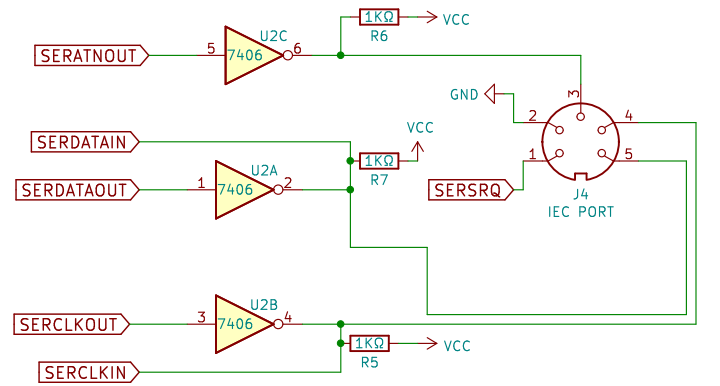 U2C
1KΩ
VCC
R6
SERATNOUT
5
7406
6
GND
3
2
4
VCC
SERDATAIN
1KΩ
R7
1
5
SERDATAOUT
1
7406
U2A
2
SERSRQ
J4
IEC PORT
U2B
SERCLKOUT
3
7406
4
1KΩ
VCC
R5
SERCLKIN